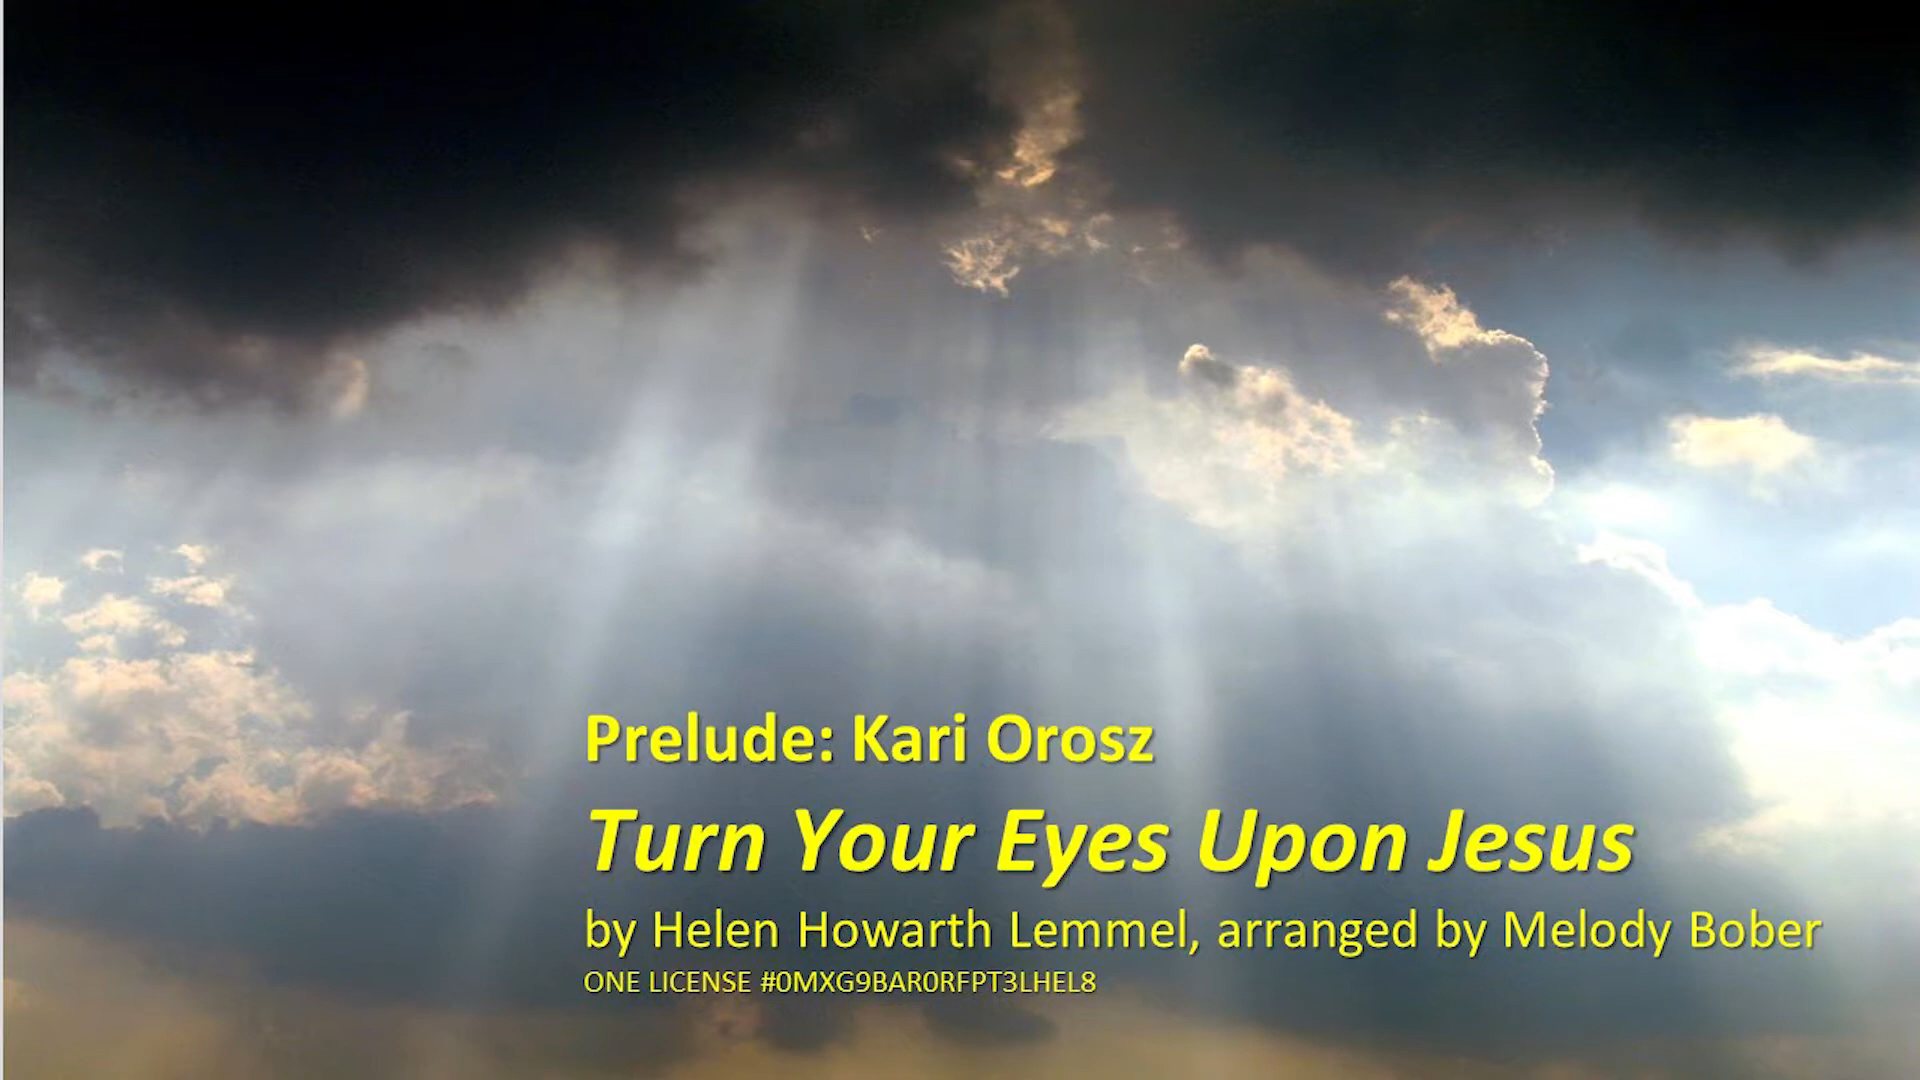 Prelude: Kari Orosz
Turn Your Eyes Upon Jesus
by Helen Howarth Lemmel, arranged by Melody Bober
ONE LICENSE #0MXG9BAR0RFPT3LHEL8